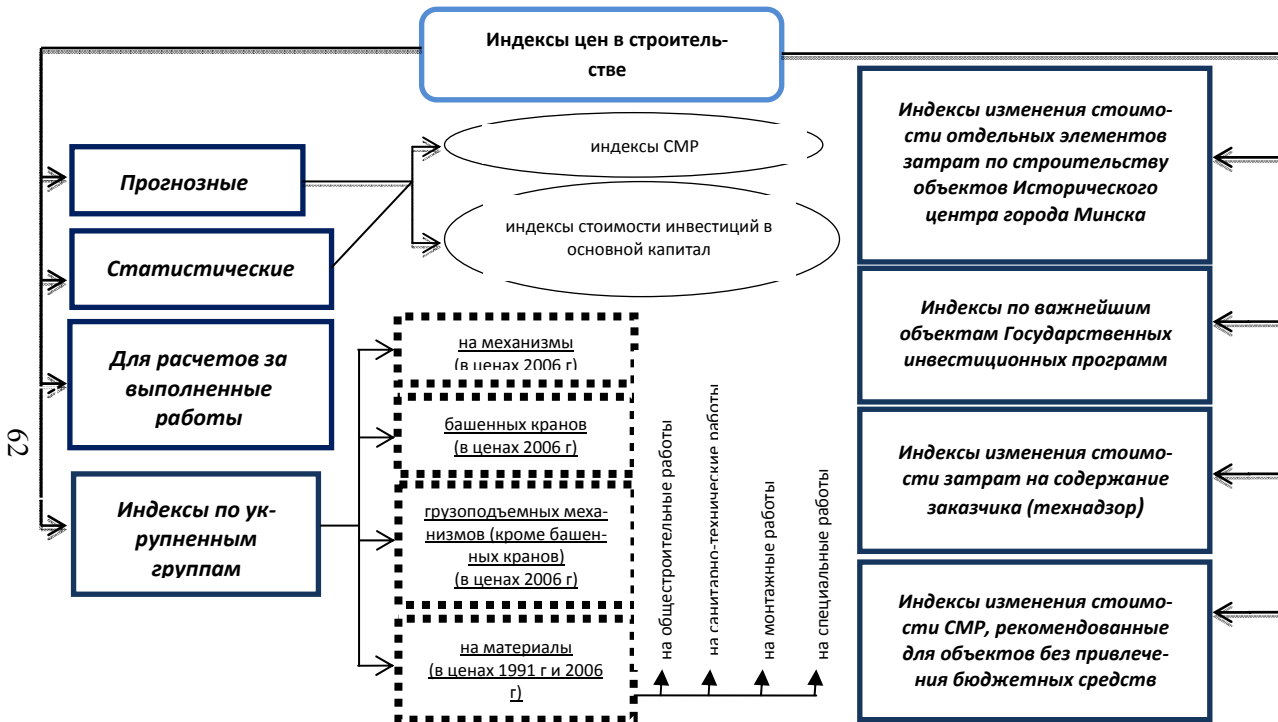 Индексы цен в строитель-
стве
Прогнозные
Статистические
Для расчетов за
выполненные
работы
Индексы по ук-
рупненным
группам
индексы СМР
индексы стоимости инвестиций в
основной капитал
на механизмы
(в ценах 2006 г)
башенных кранов
(в ценах 2006 г)
грузоподъемных меха-
низмов (кроме башен-
ных кранов)
(в ценах 2006 г)
на материалы
(в ценах 1991 г и 2006
г)
на общестроительные работы
на санитарно-технические работы
на монтажные работы
на специальные работы
Индексы изменения стоимо-
сти отдельных элементов
затрат по строительству
объектов Исторического
центра города Минска
Индексы по важнейшим
объектам Государственных
инвестиционных программ
Индексы изменения стоимо-
сти затрат на содержание
заказчика (технадзор)
Индексы изменения стоимо-
сти СМР, рекомендованные
для объектов без привлече-
ния бюджетных средств
62